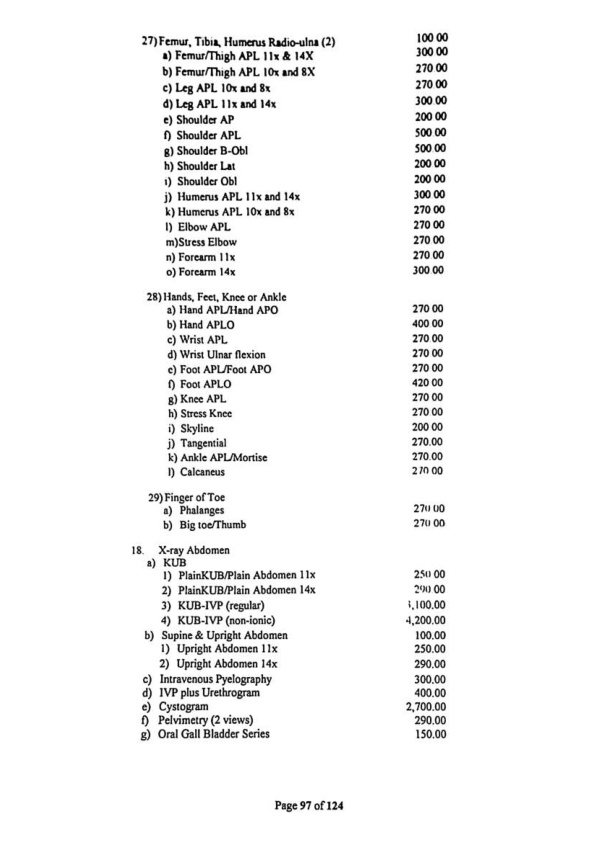 27) Femur, Tibia, Humerus Radio-ulna (2) 100 00
a) Femur/Thigh APL 11x & 14X 300 00
b) Femur/Thigh APL 10x and 8X 270 00
c) Leg APL 10x and 8x 270 00
d) Leg APL 11x and 14x 300 00
e) Shoulder AP 200 00
f) Shoulder APL 500 00
g) Shoulder B-Obl 500 00
h) Shoulder Lat 200 00
i) Shoulder Obl 200 00
j) Humerus APL 11x and 14x 300 00
k) Humerus APL 10x and 8x 270 00
l) Elbow APL 270 00
m)Stress Elbow 270 00
n) Forearm 11x 270 00
o) Forearm 14x 300.00
28) Hands, Feet, Knee or Ankle
a) Hand APL/Hand APO 270 00
b) Hand APLO 400 00
c) Wrist APL 270.00
d) Wrist Ulnar flexion 270 00
e) Foot APL/Foot APO 270 00
f) Foot APLO 420 00
g) Knee APL 270 00
h) Stress Knee 270 00
i) Skyline 200 00
j) Tangential 270.00
k) Ankle APL/Mortise 270.00
l) Calcaneus 00
29) Finger of Toe
a) Phalanges 270 00
b) Big toe/Thumb 270 00
18. X-ray Abdomen
a) KUB
1) PlainKUB/Plain Abdomen 11x 250 00
2) PlainKUB/Plain Abdomen 14x 290 00
3) KUB-IVP (regular)
4) KUB-IVP (non-ionic) 4,200.00
b) Supine & Upright Abdomen 100.00
1) Upright Abdomen 11x 250.00
2) Upright Abdomen 14x 290.00
c) Intravenous Pyelography 300.00
d) IVP plus Urethrogram 400.00
e) Cystogram 2,700.00
f) Pelvimetry (2 views) 290.00
g) Oral Gall Bladder Series 150.00
Page 97 of 124